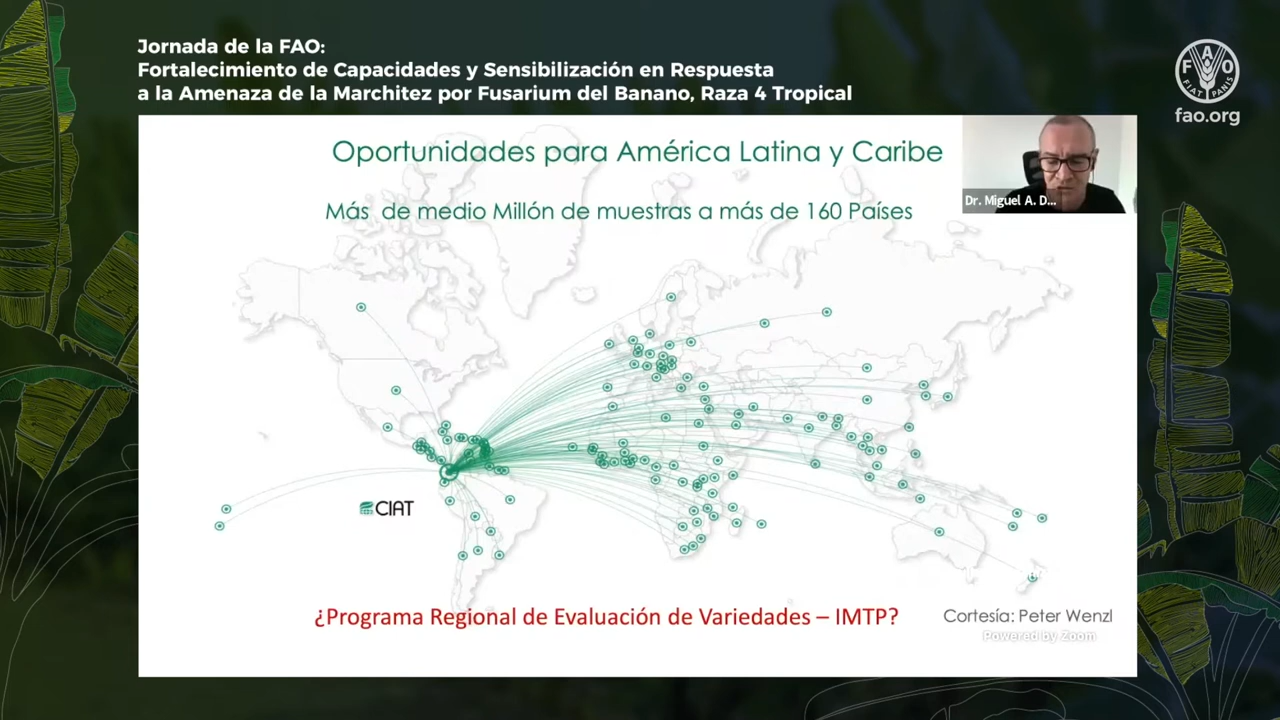 Jornada de la FAO:
Fortalecimiento de Capacidades y Sensibilización en Respuesta
a la Amenaza de la Marchitez por Fusarium del Banano, Raza 4 Tropical
FAO
FIAT PANIS
fao.org
Oportunidades para América Latina y Caribe
Más de medio Millón de muestras a más de 160 Países
Dr. Miguel A. D...
CIAT
¿Programa Regional de Evaluación de Variedades – IMTP?
Cortesía: Peter Wenzl
Powered by Zoom